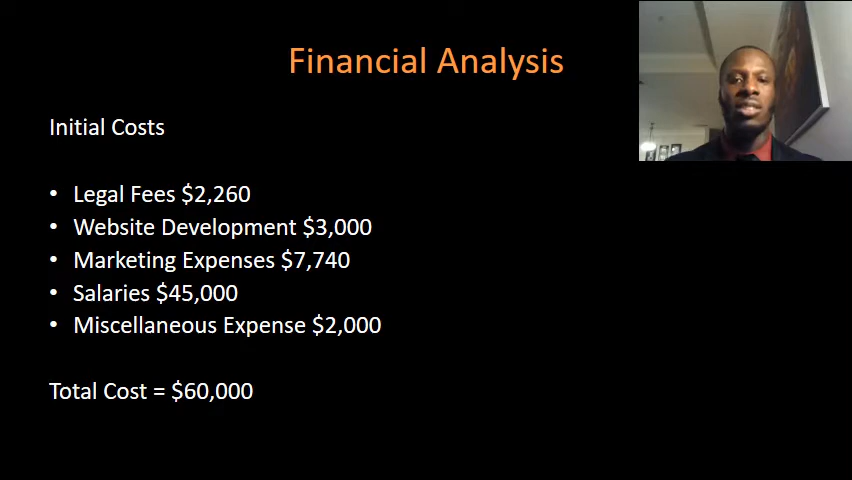 Financial Analysis
Initial Costs
• Legal Fees $2,260
• Website Development $3,000
• Marketing Expenses $7,740
• Salaries $45,000
• Miscellaneous Expense $2,000
Total Cost = $60,000